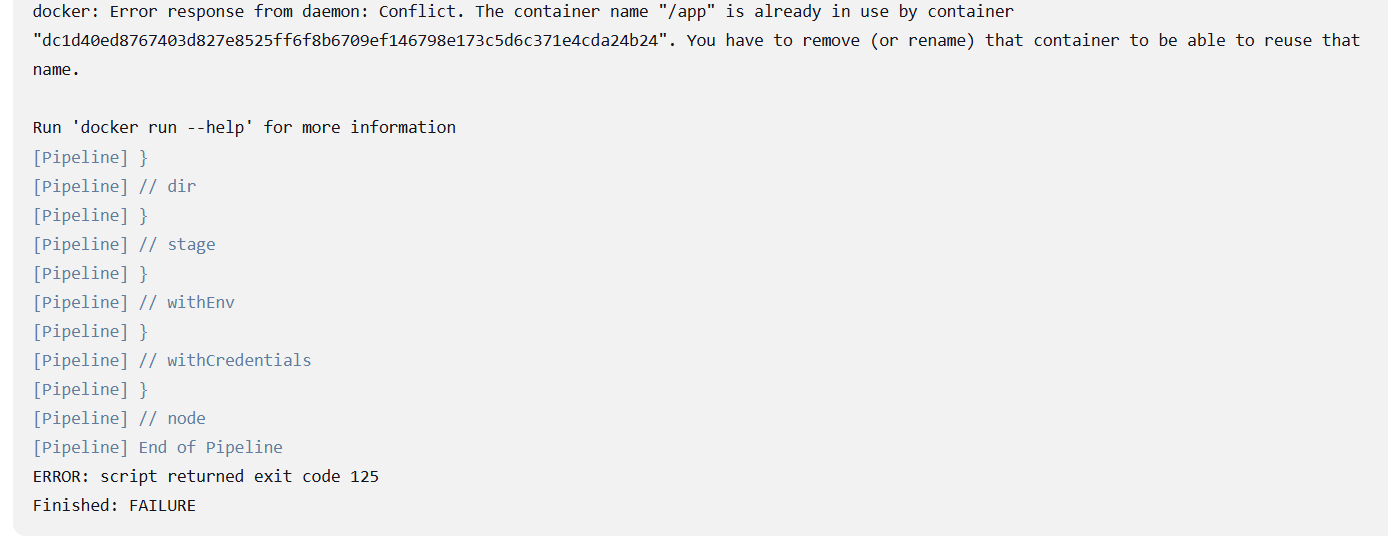 docker: Error response from daemon: Conflict. The container name "/app" is already in use by container
"dc1d40ed8767403d827e8525ff6f8b6709ef146798e173c5d6c371e4cda24b24". You have to remove (or rename) that container to be able to reuse that
name.
Run 'docker run --help' for more information
[Pipeline] }
[Pipeline] // dir
[Pipeline] }
[Pipeline] // stage
[Pipeline] }
[Pipeline] // withEnv
[Pipeline] }
[Pipeline] // withCredentials
[Pipeline] }
[Pipeline] // node
[Pipeline] End of Pipeline
ERROR: script returned exit code 125
Finished: FAILURE